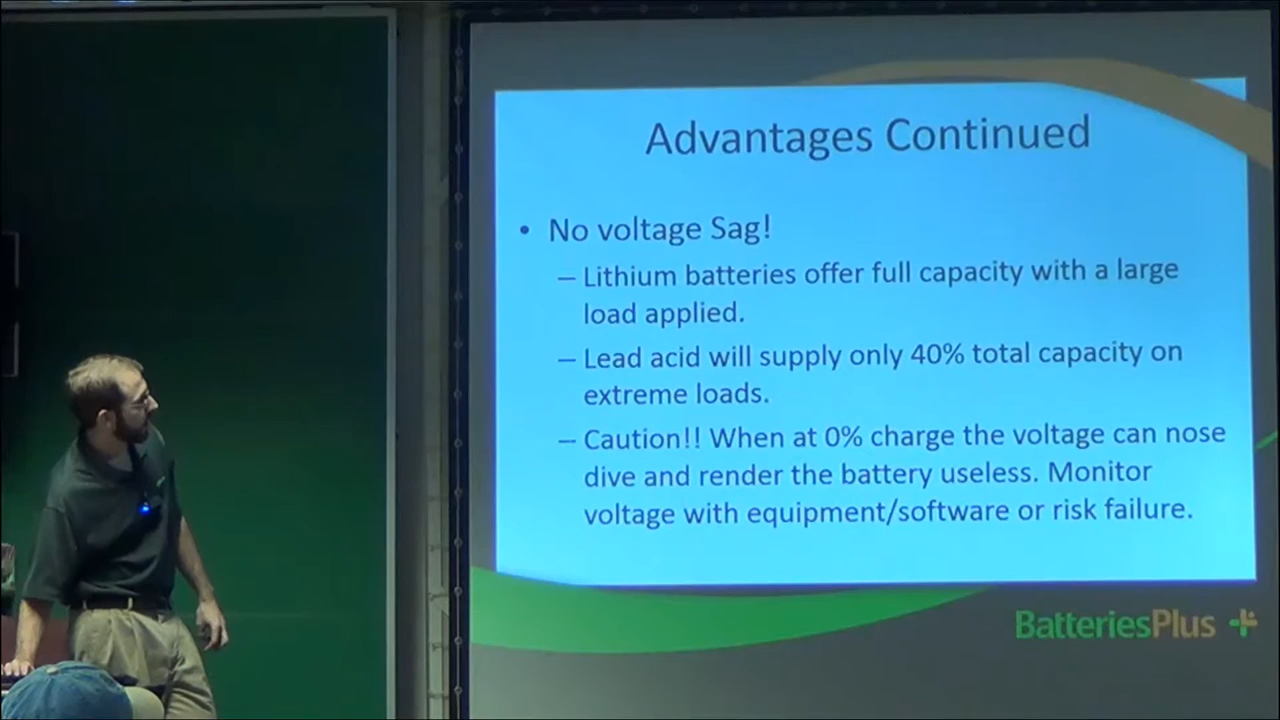 Advantages Continued
• No voltage Sag!
– Lithium batteries offer full capacity with a large
load applied.
– Lead acid will supply only 40% total capacity on
extreme loads.
– Caution!! When at 0% charge the voltage can nose
dive and render the battery useless. Monitor
voltage with equipment/software or risk failure.
BatteriesPlus